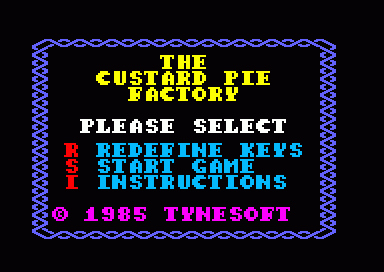 THE
CUSTARD PIE
FACTORY
PLEASE SELECT
R REDEFINE KEYS
S START GAME
I INSTRUCTIONS
© 1985 TYNESOFT